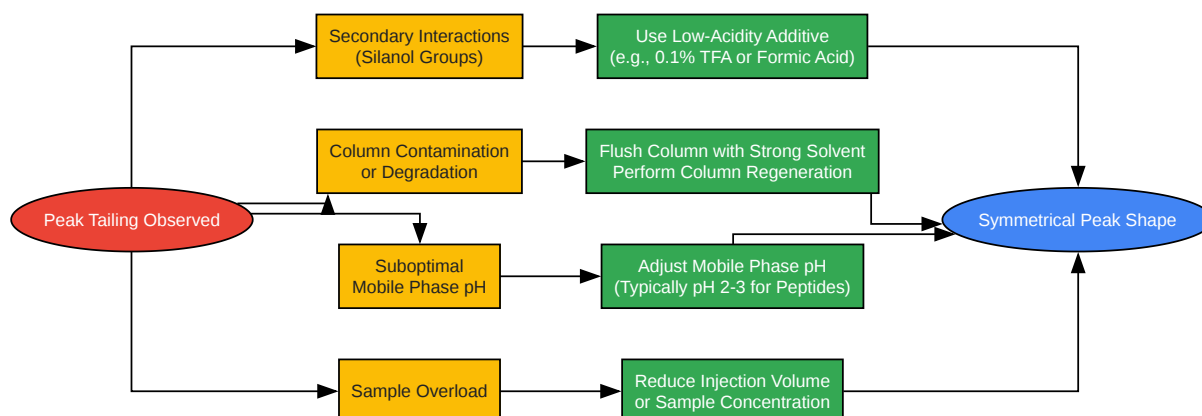 Secondary Interactions
(Silanol Groups)
Use Low-Acidity Additive
(e.g., 0.1% TFA or Formic Acid)
Column Contamination
or Degradation
Flush Column with Strong Solvent
Perform Column Regeneration
Peak Tailing Observed
Symmetrical Peak Shape
Suboptimal
Mobile Phase pH
Adjust Mobile Phase pH
(Typically pH 2-3 for Peptides)
Sample Overload
Reduce Injection Volume
or Sample Concentration